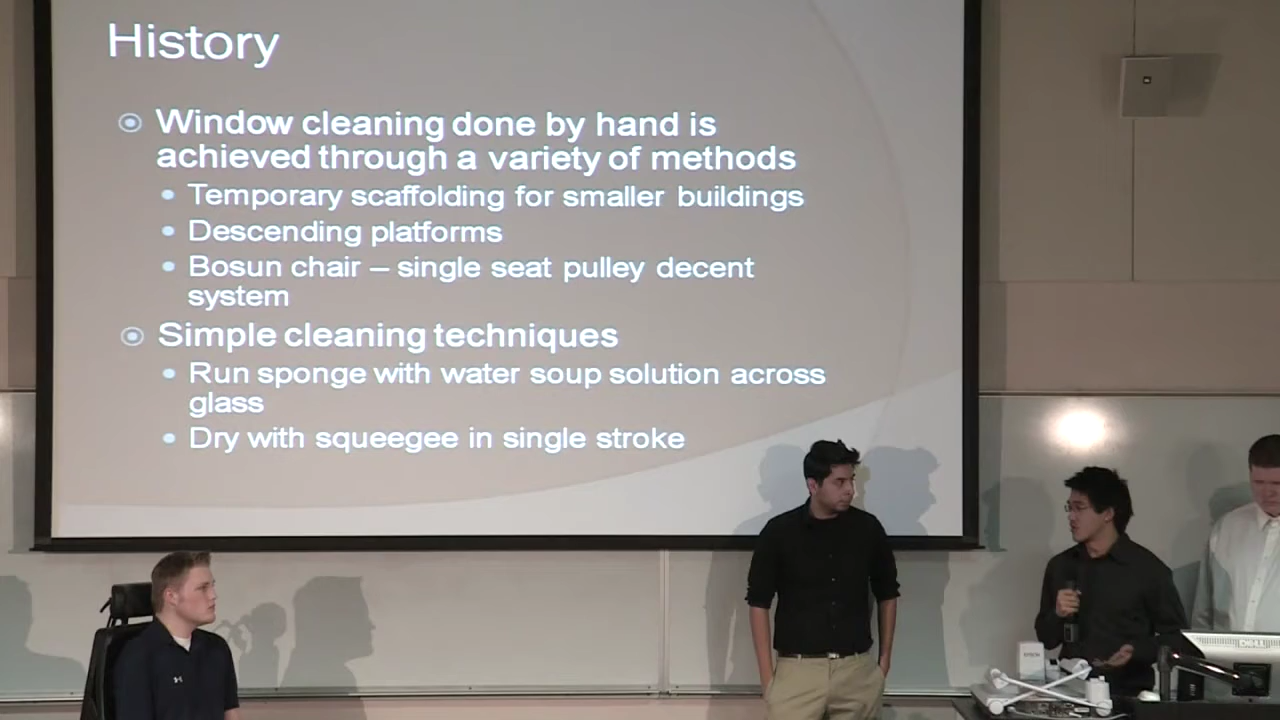 History
Window cleaning done by hand is
achieved through a variety of methods
Temporary scaffolding for smaller buildings
Descending platforms
Bosun chair – single seat pulley decent
system
Simple cleaning techniques
Run sponge with water soup solution across
glass
Dry with squeegee in single stroke
EPSON
DELL